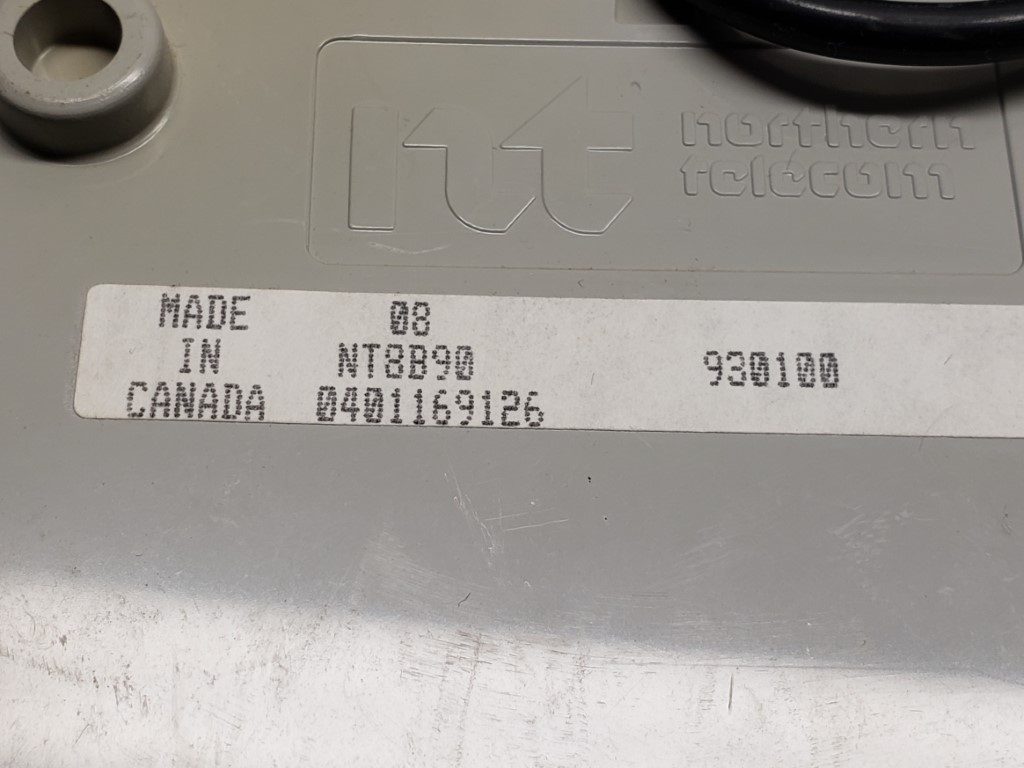 nt northern
telecom
MADE 08
IN NT8B90 930100
CANADA 0401169126